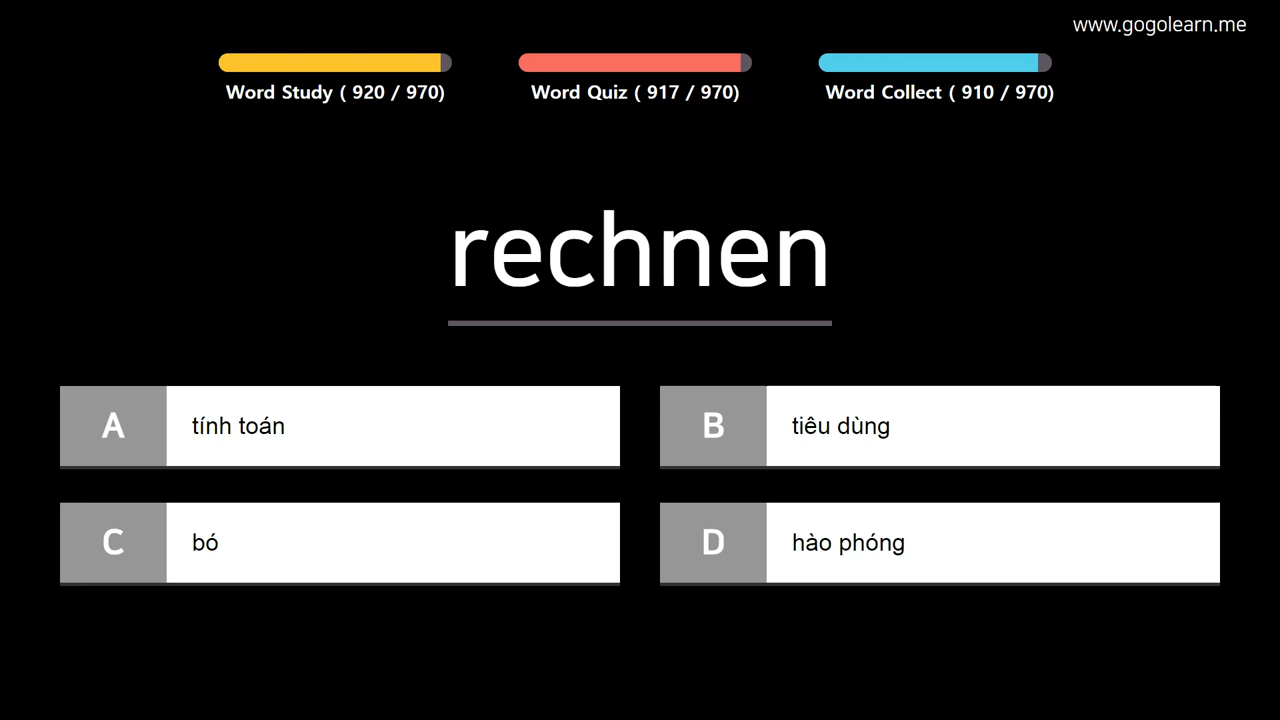 www.gogolearn.me
Word Study ( 920 / 970)
Word Quiz ( 917 / 970)
Word Collect ( 910 / 970)
rechnen
A
tính toán
B
tiêu dùng
C
bó
D
hào phóng